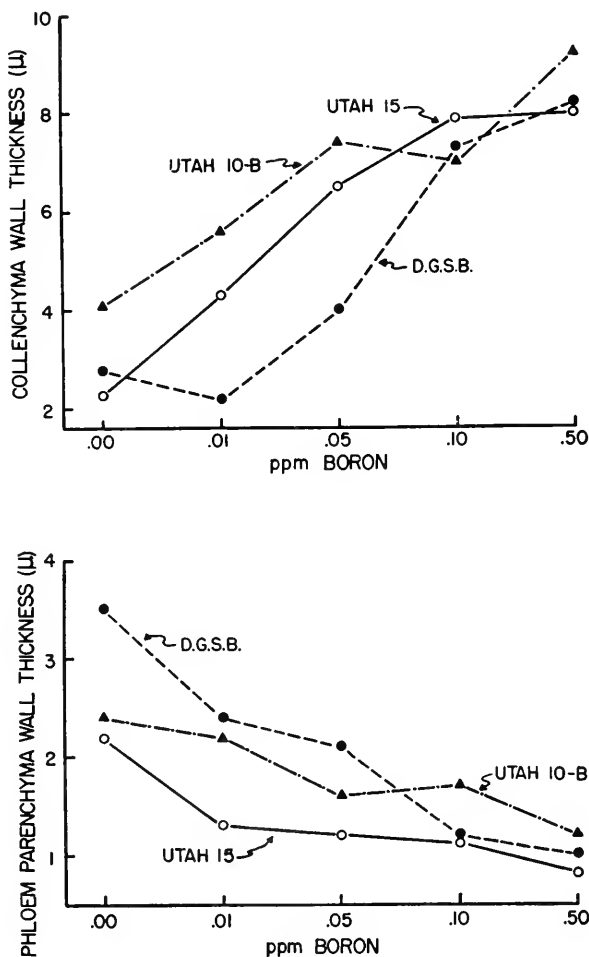 COLLENCHYMA WALL THICKNESS (µ)
10
8
6
4
2
UTAH 15
UTAH 10-B
D.G.S.B.
.00 .01 .05 .10 .50
ppm BORON
PHLOEM PARENCHYMA WALL THICKNESS (µ)
4
3
2
1
D.G.S.B.
UTAH 10-B
UTAH 15
.00 .01 .05 .10 .50
ppm BORON